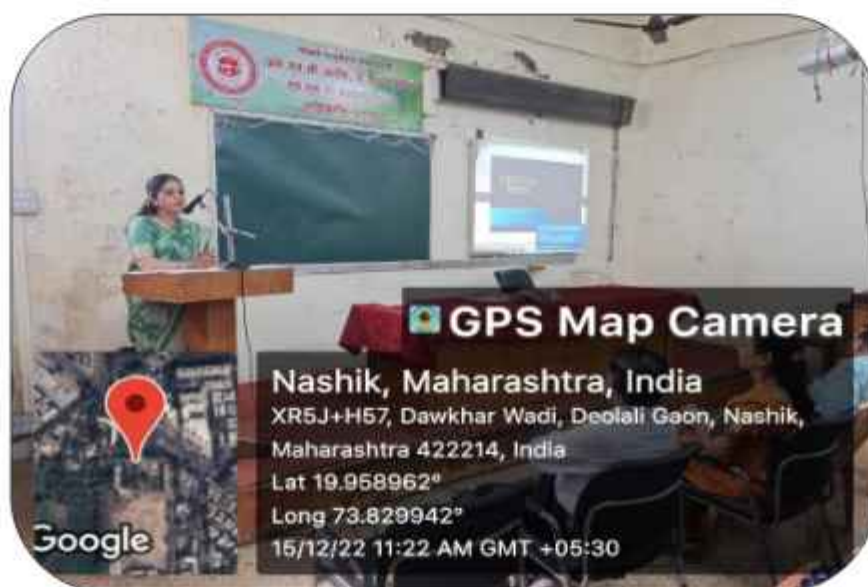 GPS Map Camera
Nashik, Maharashtra, India
XR5J+H57, Dawkhar Wadi, Deolali Gaon, Nashik,
Maharashtra 422214, India
Lat 19.958962°
Long 73.829942°
15/12/22 11:22 AM GMT +05:30
Google